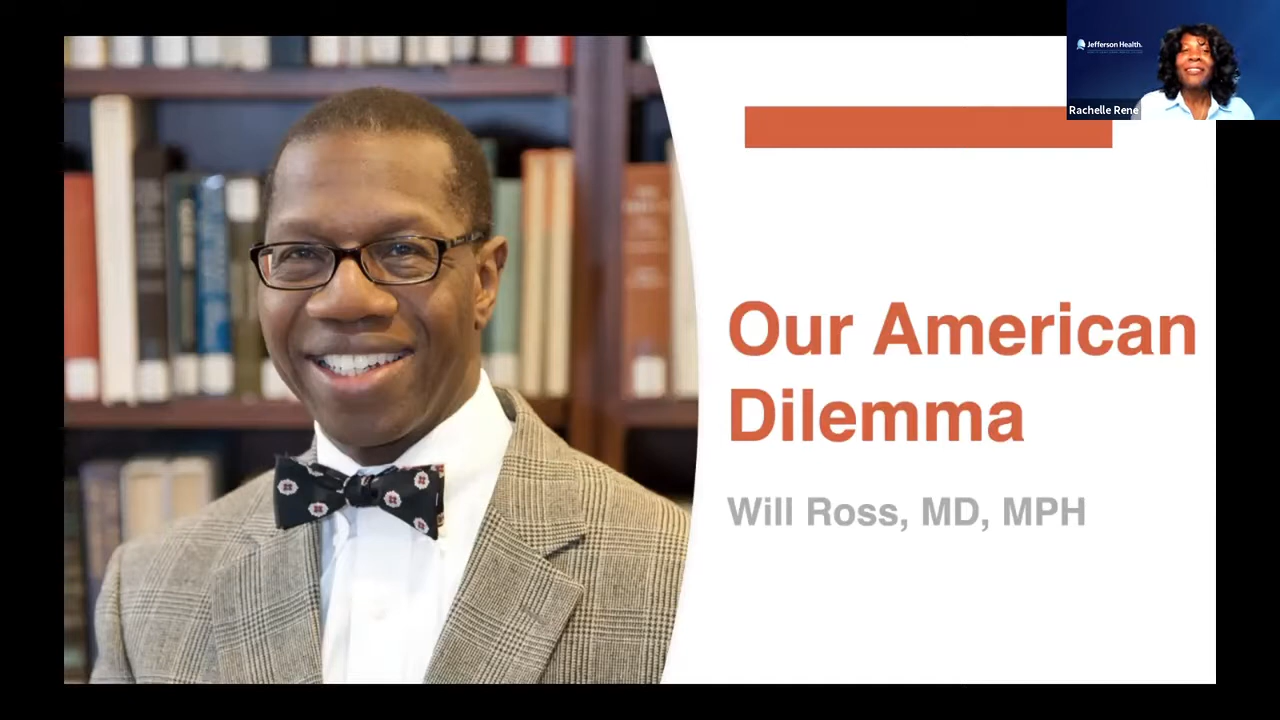 Jefferson Health.
Rachelle Rene
Our American
Dilemma
Will Ross, MD, MPH